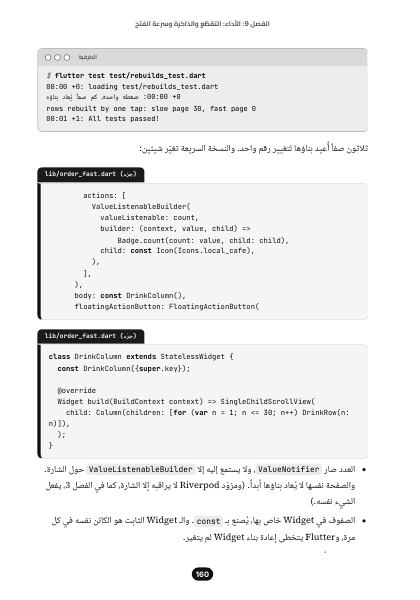 الفصل 9: الأداء: التقطّع والذاكرة وسرعة الفتح
الطرفية
$ flutter test test/rebuilds_test.dart
00:00 +0: loading test/rebuilds_test.dart
00:00 +0: ضغطة واحدة، كم صفاً يُعاد بناؤه
rows rebuilt by one tap: slow page 30, fast page 0
00:01 +1: All tests passed!
ثلاثون صفاً أُعيد بناؤها لتغيير رقم واحد. والنسخة السريعة تغيّر شيئين:
lib/order_fast.dart (جزء)
actions: [
ValueListenableBuilder(
valueListenable: count,
builder: (context, value, child) =>
Badge.count(count: value, child: child),
child: const Icon(Icons.local_cafe),
),
],
),
body: const DrinkColumn(),
floatingActionButton: FloatingActionButton(
lib/order_fast.dart (جزء)
class DrinkColumn extends StatelessWidget {
const DrinkColumn({super.key});
@override
Widget build(BuildContext context) => SingleChildScrollView(
child: Column(children: [for (var n = 1; n <= 30; n++) DrinkRow(n:
n)]),
);
}
• العدد صار ValueNotifier، ولا يستمع إليه إلا ValueListenableBuilder حول الشارة.
والصفحة نفسها لا يُعاد بناؤها أبداً. (ومزوّد Riverpod لا يراقبه إلا الشارة، كما في الفصل 3، يفعل
الشيء نفسه.)
• الصفوف في Widget خاص بها، يُصنع بـ const. والـ Widget الثابت هو الكائن نفسه في كل
مرة، وFlutter يتخطى إعادة بناء Widget لم يتغير.
160